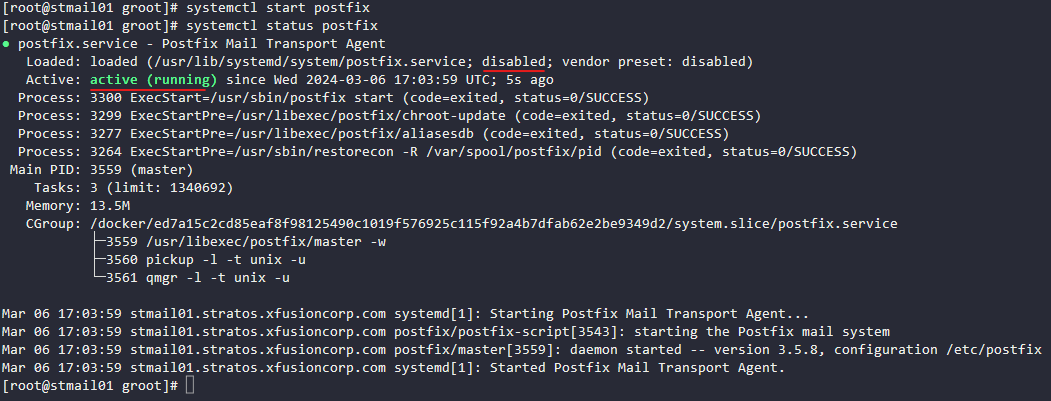 [root@stmail01 groot]# systemctl start postfix
[root@stmail01 groot]# systemctl status postfix
● postfix.service - Postfix Mail Transport Agent
   Loaded: loaded (/usr/lib/systemd/system/postfix.service; disabled; vendor preset: disabled)
   Active: active (running) since Wed 2024-03-06 17:03:59 UTC; 5s ago
  Process: 3300 ExecStart=/usr/sbin/postfix start (code=exited, status=0/SUCCESS)
  Process: 3299 ExecStartPre=/usr/libexec/postfix/chroot-update (code=exited, status=0/SUCCESS)
  Process: 3277 ExecStartPre=/usr/libexec/postfix/aliasesdb (code=exited, status=0/SUCCESS)
  Process: 3264 ExecStartPre=/usr/sbin/restorecon -R /var/spool/postfix/pid (code=exited, status=0/SUCCESS)
 Main PID: 3559 (master)
    Tasks: 3 (limit: 1340692)
   Memory: 13.5M
   CGroup: /docker/ed7a15c2cd85eaf8f98125490c1019f576925c115f92a4b7dfab62e2be9349d2/system.slice/postfix.service
           ├─3559 /usr/libexec/postfix/master -w
           ├─3560 pickup -l -t unix -u
           └─3561 qmgr -l -t unix -u

Mar 06 17:03:59 stmail01.stratos.xfusioncorp.com systemd[1]: Starting Postfix Mail Transport Agent...
Mar 06 17:03:59 stmail01.stratos.xfusioncorp.com postfix/postfix-script[3543]: starting the Postfix mail system
Mar 06 17:03:59 stmail01.stratos.xfusioncorp.com postfix/master[3559]: daemon started -- version 3.5.8, configuration /etc/postfix
Mar 06 17:03:59 stmail01.stratos.xfusioncorp.com systemd[1]: Started Postfix Mail Transport Agent.
[root@stmail01 groot]#